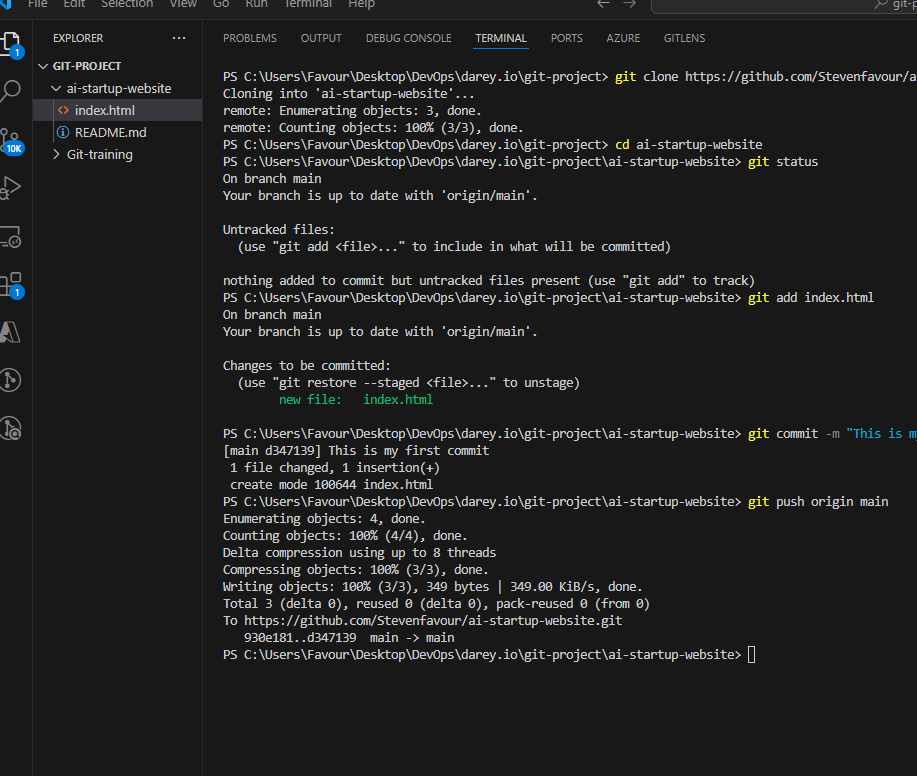 File Edit Selection View Go Run Terminal Help
git-p
EXPLORER ...
PROBLEMS OUTPUT DEBUG CONSOLE TERMINAL PORTS AZURE GITLENS
GIT-PROJECT
ai-startup-website
index.html
README.md
Git-training
1
10K
1
PS C:\Users\Favour\Desktop\DevOps\darey.io\git-project> git clone https://github.com/Stevenfavour/a
Cloning into 'ai-startup-website'...
remote: Enumerating objects: 3, done.
remote: Counting objects: 100% (3/3), done.
PS C:\Users\Favour\Desktop\DevOps\darey.io\git-project> cd ai-startup-website
PS C:\Users\Favour\Desktop\DevOps\darey.io\git-project\ai-startup-website> git status
On branch main
Your branch is up to date with 'origin/main'.
Untracked files:
(use "git add <file>..." to include in what will be committed)
nothing added to commit but untracked files present (use "git add" to track)
PS C:\Users\Favour\Desktop\DevOps\darey.io\git-project\ai-startup-website> git add index.html
On branch main
Your branch is up to date with 'origin/main'.
Changes to be committed:
(use "git restore --staged <file>..." to unstage)
new file: index.html
PS C:\Users\Favour\Desktop\DevOps\darey.io\git-project\ai-startup-website> git commit -m "This is m
[main d347139] This is my first commit
1 file changed, 1 insertion(+)
create mode 100644 index.html
PS C:\Users\Favour\Desktop\DevOps\darey.io\git-project\ai-startup-website> git push origin main
Enumerating objects: 4, done.
Counting objects: 100% (4/4), done.
Delta compression using up to 8 threads
Compressing objects: 100% (3/3), done.
Writing objects: 100% (3/3), 349 bytes | 349.00 KiB/s, done.
Total 3 (delta 0), reused 0 (delta 0), pack-reused 0 (from 0)
To https://github.com/Stevenfavour/ai-startup-website.git
930e181..d347139 main -> main
PS C:\Users\Favour\Desktop\DevOps\darey.io\git-project\ai-startup-website>